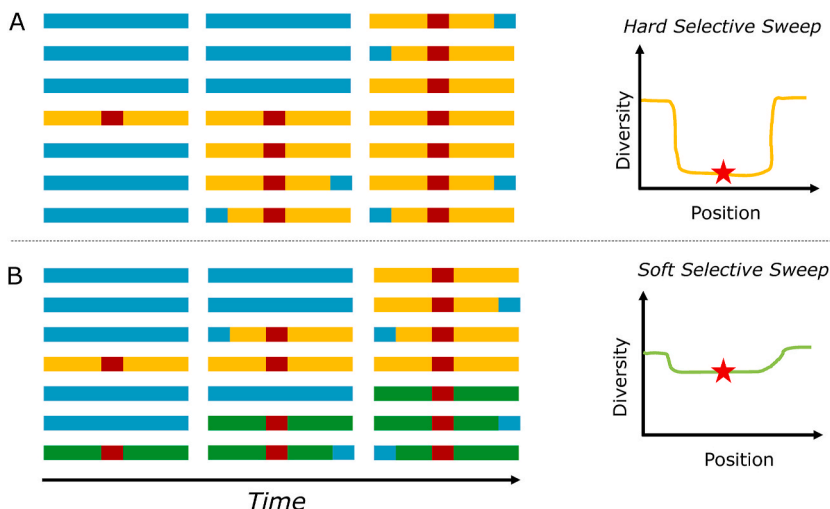 A
Hard Selective Sweep
Diversity
Position
B
Soft Selective Sweep
Diversity
Position
Time